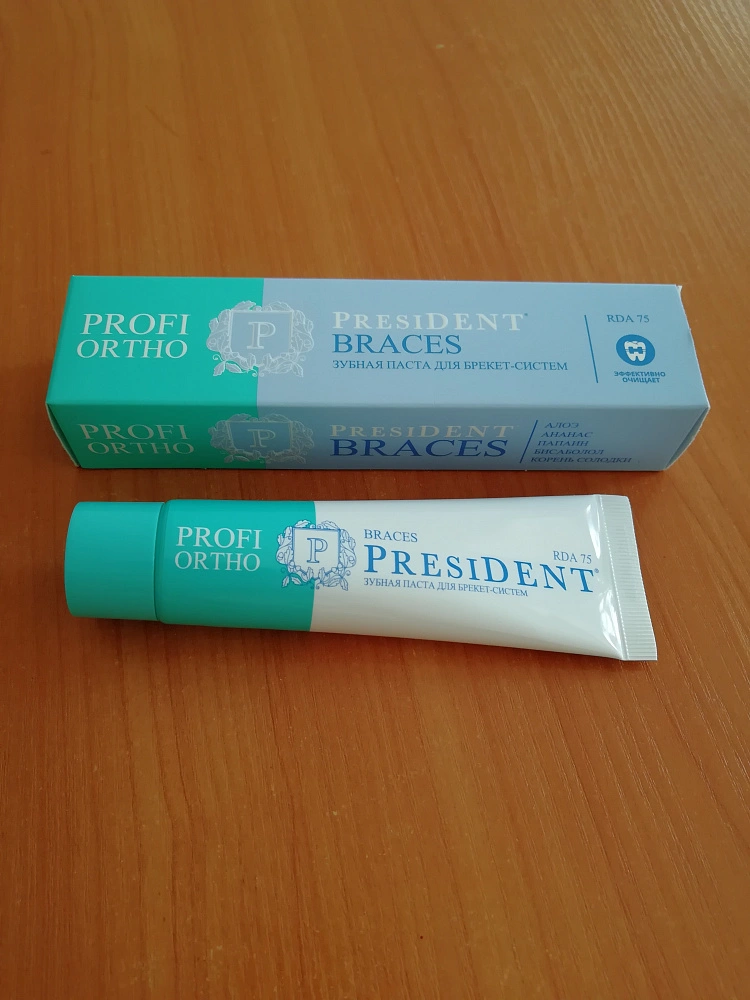 PROFI
ORTHO
P
PRESIDENT®
BRACES
ЗУБНАЯ ПАСТА ДЛЯ БРЕКЕТ-СИСТЕМ
RDA 75
ЭФФЕКТИВНО
ОЧИЩАЕТ
PROFI
ORTHO
P
PRESIDENT
BRACES
АЛОЭ
АНАНАС
ПАПАИН
БИСАБОЛОЛ
КОРЕНЬ СОЛОДКИ
PROFI
ORTHO
P
BRACES
PRESIDENT®
ЗУБНАЯ ПАСТА ДЛЯ БРЕКЕТ-СИСТЕМ
RDA 75